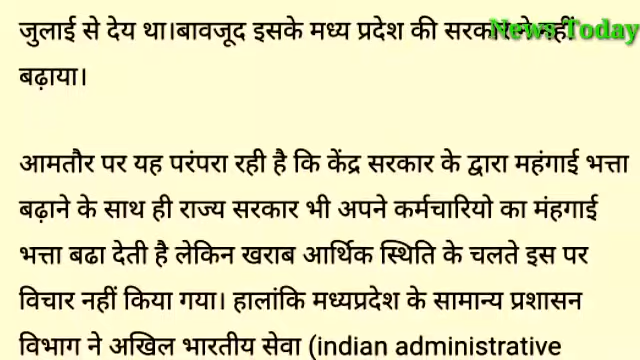 जुलाई से देय था।बावजूद इसके मध्य प्रदेश की सरकार ने नहीं
News Today
बढ़ाया।
आमतौर पर यह परंपरा रही है कि केंद्र सरकार के द्वारा महंगाई भत्ता
बढ़ाने के साथ ही राज्य सरकार भी अपने कर्मचारियो का मंहगाई
भत्ता बढा देती है लेकिन खराब आर्थिक स्थिति के चलते इस पर
विचार नहीं किया गया। हालांकि मध्यप्रदेश के सामान्य प्रशासन
विभाग ने अखिल भारतीय सेवा (indian administrative